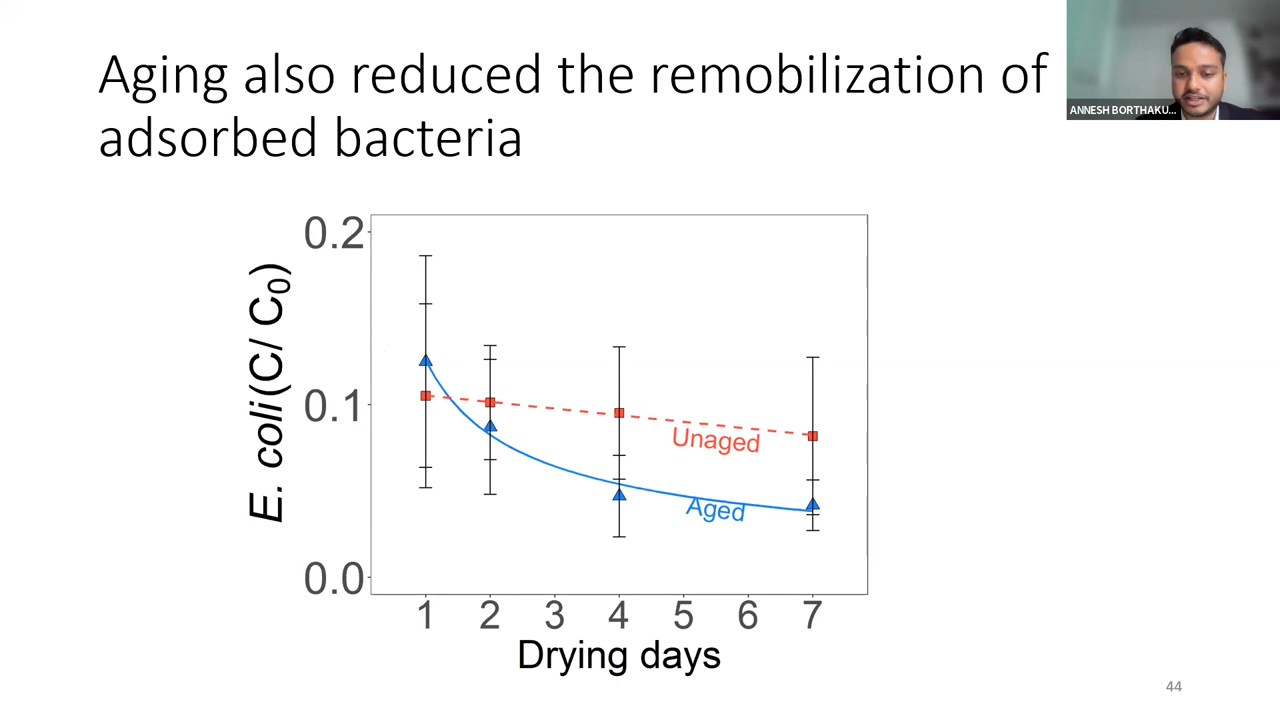 Aging also reduced the remobilization of
adsorbed bacteria
ANNESH BORTHAKU...
0.2
0.1
0.0
E. coli (C/ C₀)
Unaged
Aged
1 2 3 4 5 6 7
Drying days
44